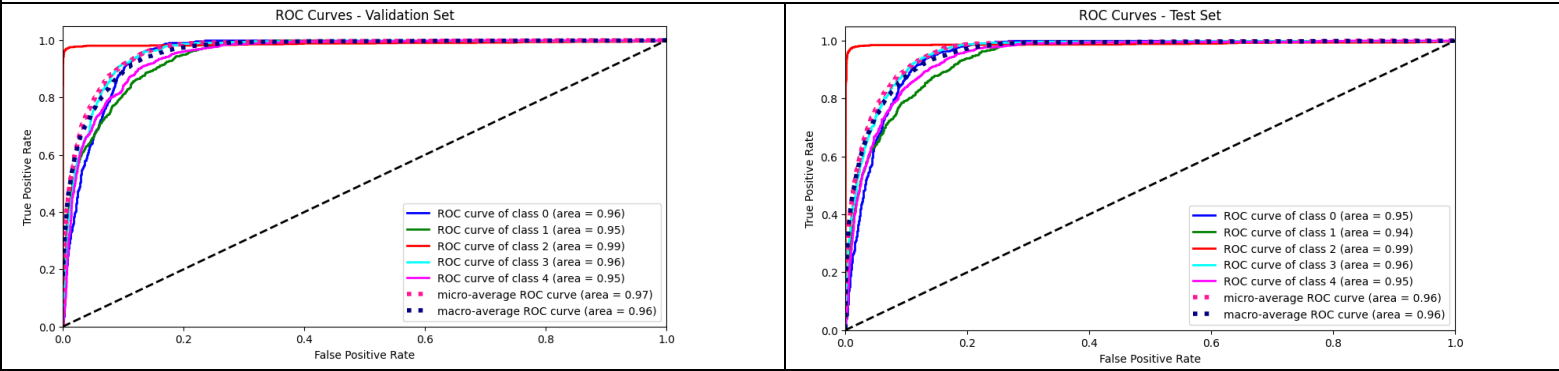 ROC Curves - Validation Set
True Positive Rate
1.0
0.8
0.6
0.4
0.2
0.0
ROC curve of class 0 (area = 0.96)
ROC curve of class 1 (area = 0.95)
ROC curve of class 2 (area = 0.99)
ROC curve of class 3 (area = 0.96)
ROC curve of class 4 (area = 0.95)
micro-average ROC curve (area = 0.97)
macro-average ROC curve (area = 0.96)
0.0 0.2 0.4 0.6 0.8 1.0
False Positive Rate
ROC Curves - Test Set
True Positive Rate
1.0
0.8
0.6
0.4
0.2
0.0
ROC curve of class 0 (area = 0.95)
ROC curve of class 1 (area = 0.94)
ROC curve of class 2 (area = 0.99)
ROC curve of class 3 (area = 0.96)
ROC curve of class 4 (area = 0.95)
micro-average ROC curve (area = 0.96)
macro-average ROC curve (area = 0.96)
0.0 0.2 0.4 0.6 0.8 1.0
False Positive Rate